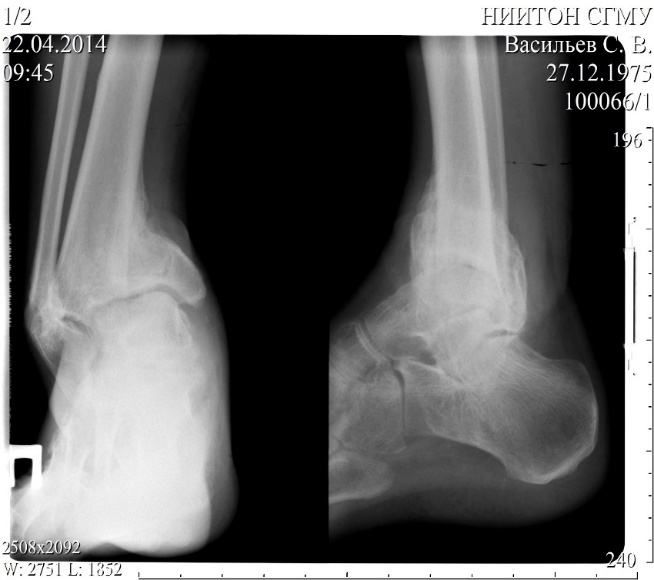 1/2
НИИТОН СГМУ
22.04.2014
Васильев С. В.
09:45
27.12.1975
100066/1
196
2508x2092
W: 2751 L: 1852
240